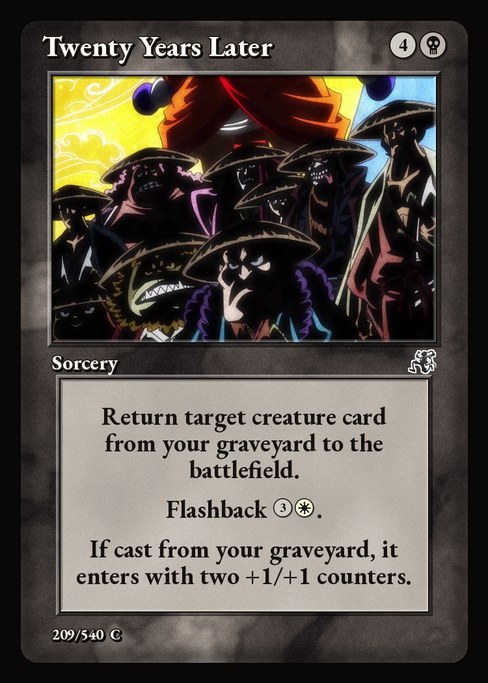 Twenty Years Later 4
Sorcery
Return target creature card
from your graveyard to the
battlefield.
Flashback 3.
If cast from your graveyard, it
enters with two +1/+1 counters.
209/540 C